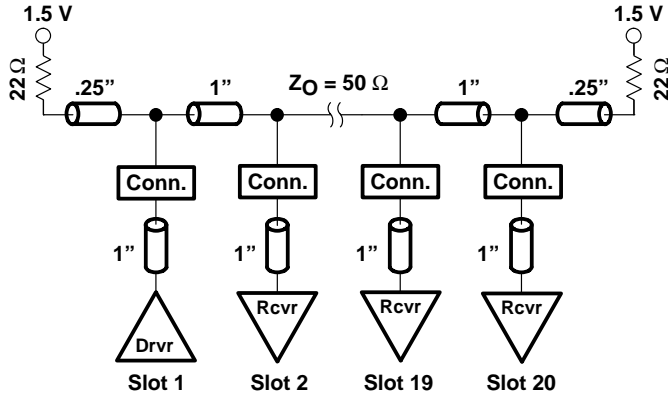 1.5 V
1.5 V
22 Ω
22 Ω
.25”
1”
ZO = 50 Ω
1”
.25”
Conn.
Conn.
Conn.
Conn.
1”
1”
1”
1”
Drvr
Rcvr
Rcvr
Rcvr
Slot 1
Slot 2
Slot 19
Slot 20